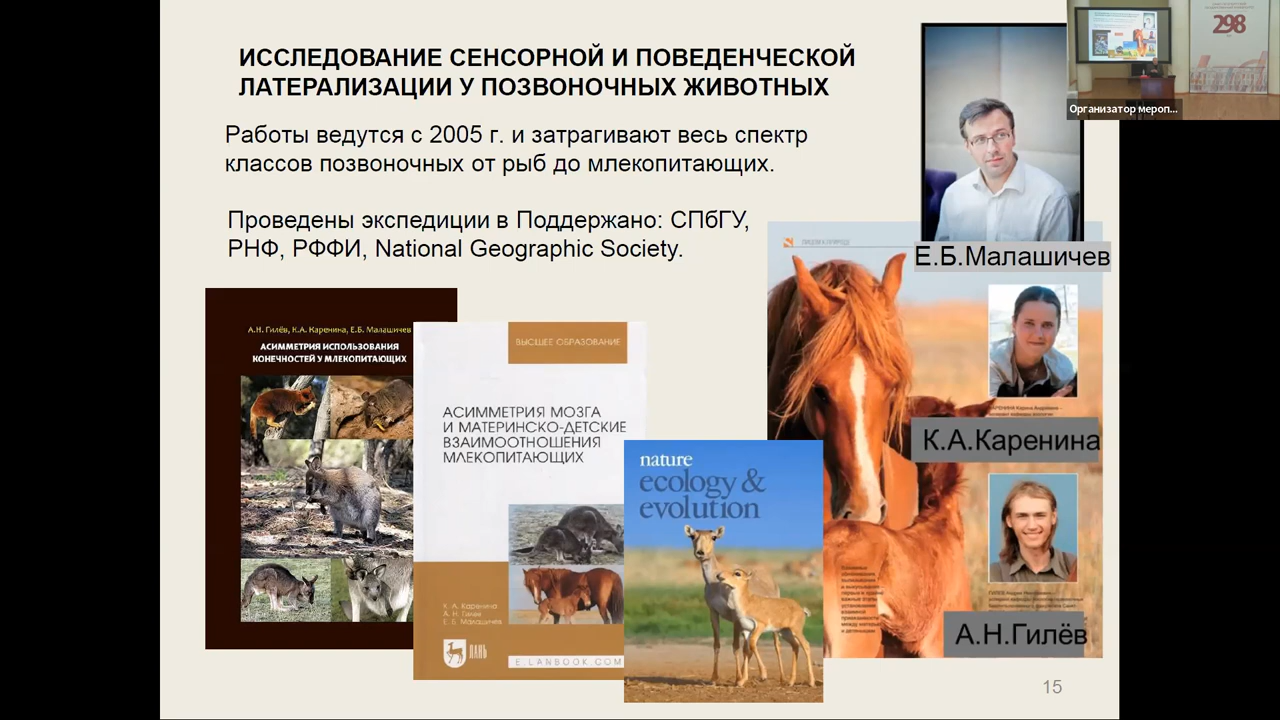 ИССЛЕДОВАНИЕ СЕНСОРНОЙ И ПОВЕДЕНЧЕСКОЙ
ЛАТЕРАЛИЗАЦИИ У ПОЗВОНОЧНЫХ ЖИВОТНЫХ
Работы ведутся с 2005 г. и затрагивают весь спектр
классов позвоночных от рыб до млекопитающих.
Проведены экспедиции в Поддержано: СПбГУ,
РНФ, РФФИ, National Geographic Society.
298
Организатор мероп...
Е.Б.Малашичев
ЛИЦОМ К ПРИРОДЕ
К.А.Каренина
А.Н.Гилёв
А.Н. Гилёв, К.А. Каренина, Е.Б. Малашичев
АСИММЕТРИЯ ИСПОЛЬЗОВАНИЯ
КОНЕЧНОСТЕЙ У МЛЕКОПИТАЮЩИХ
ВЫСШЕЕ ОБРАЗОВАНИЕ
АСИММЕТРИЯ МОЗГА
И МАТЕРИНСКО-ДЕТСКИЕ
ВЗАИМООТНОШЕНИЯ
МЛЕКОПИТАЮЩИХ
К. А. Каренина
А. Н. Гилёв
Е. Б. Малашичев
ЛАНЬ
E.LANBOOK.COM
nature
ecology &
evolution
15